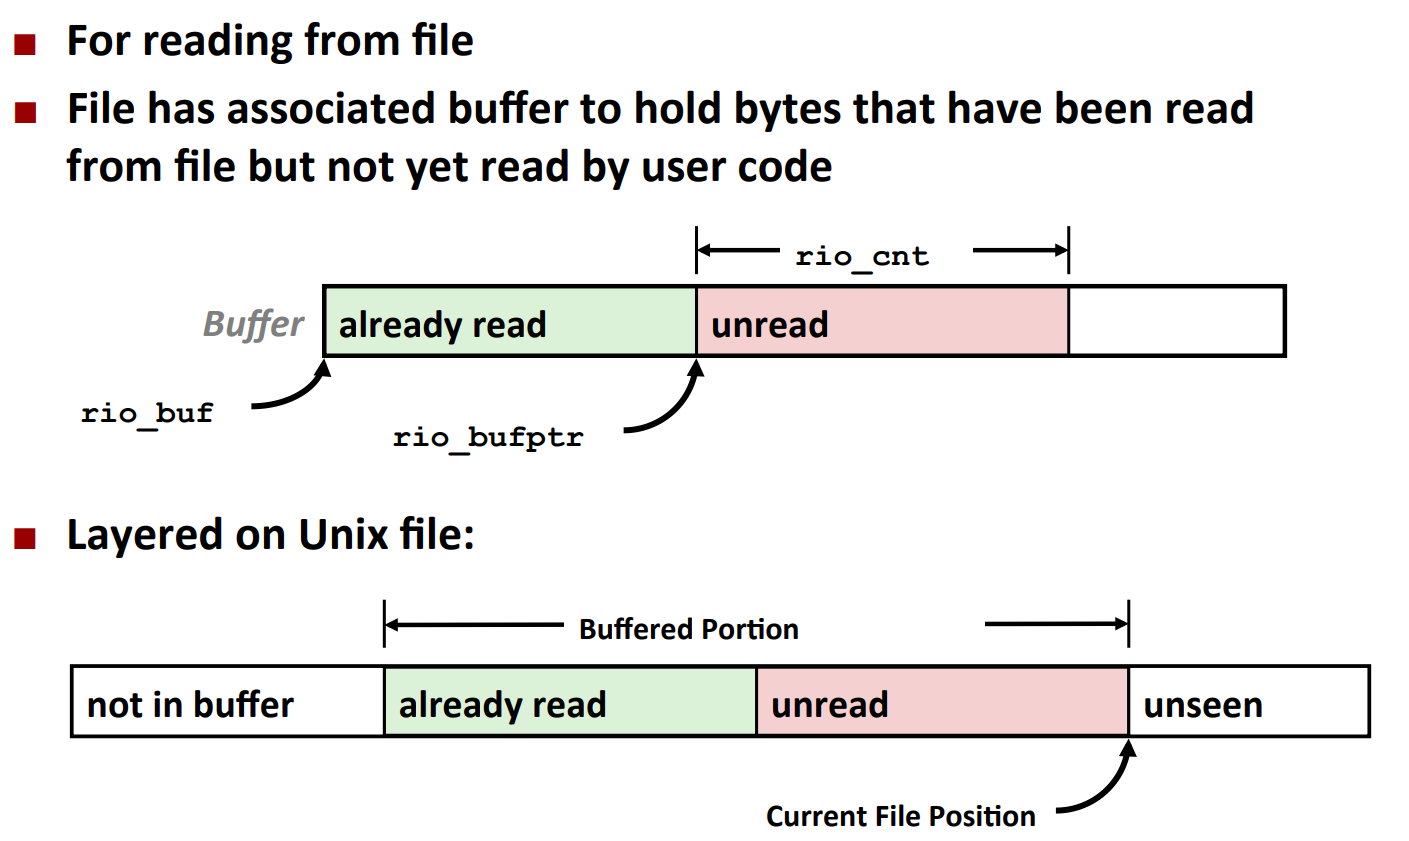 ■ For reading from file
■ File has associated buffer to hold bytes that have been read
from file but not yet read by user code
rio_cnt
Buffer
already read
unread
rio_buf
rio_bufptr
■ Layered on Unix file:
Buffered Portion
not in buffer
already read
unread
unseen
Current File Position